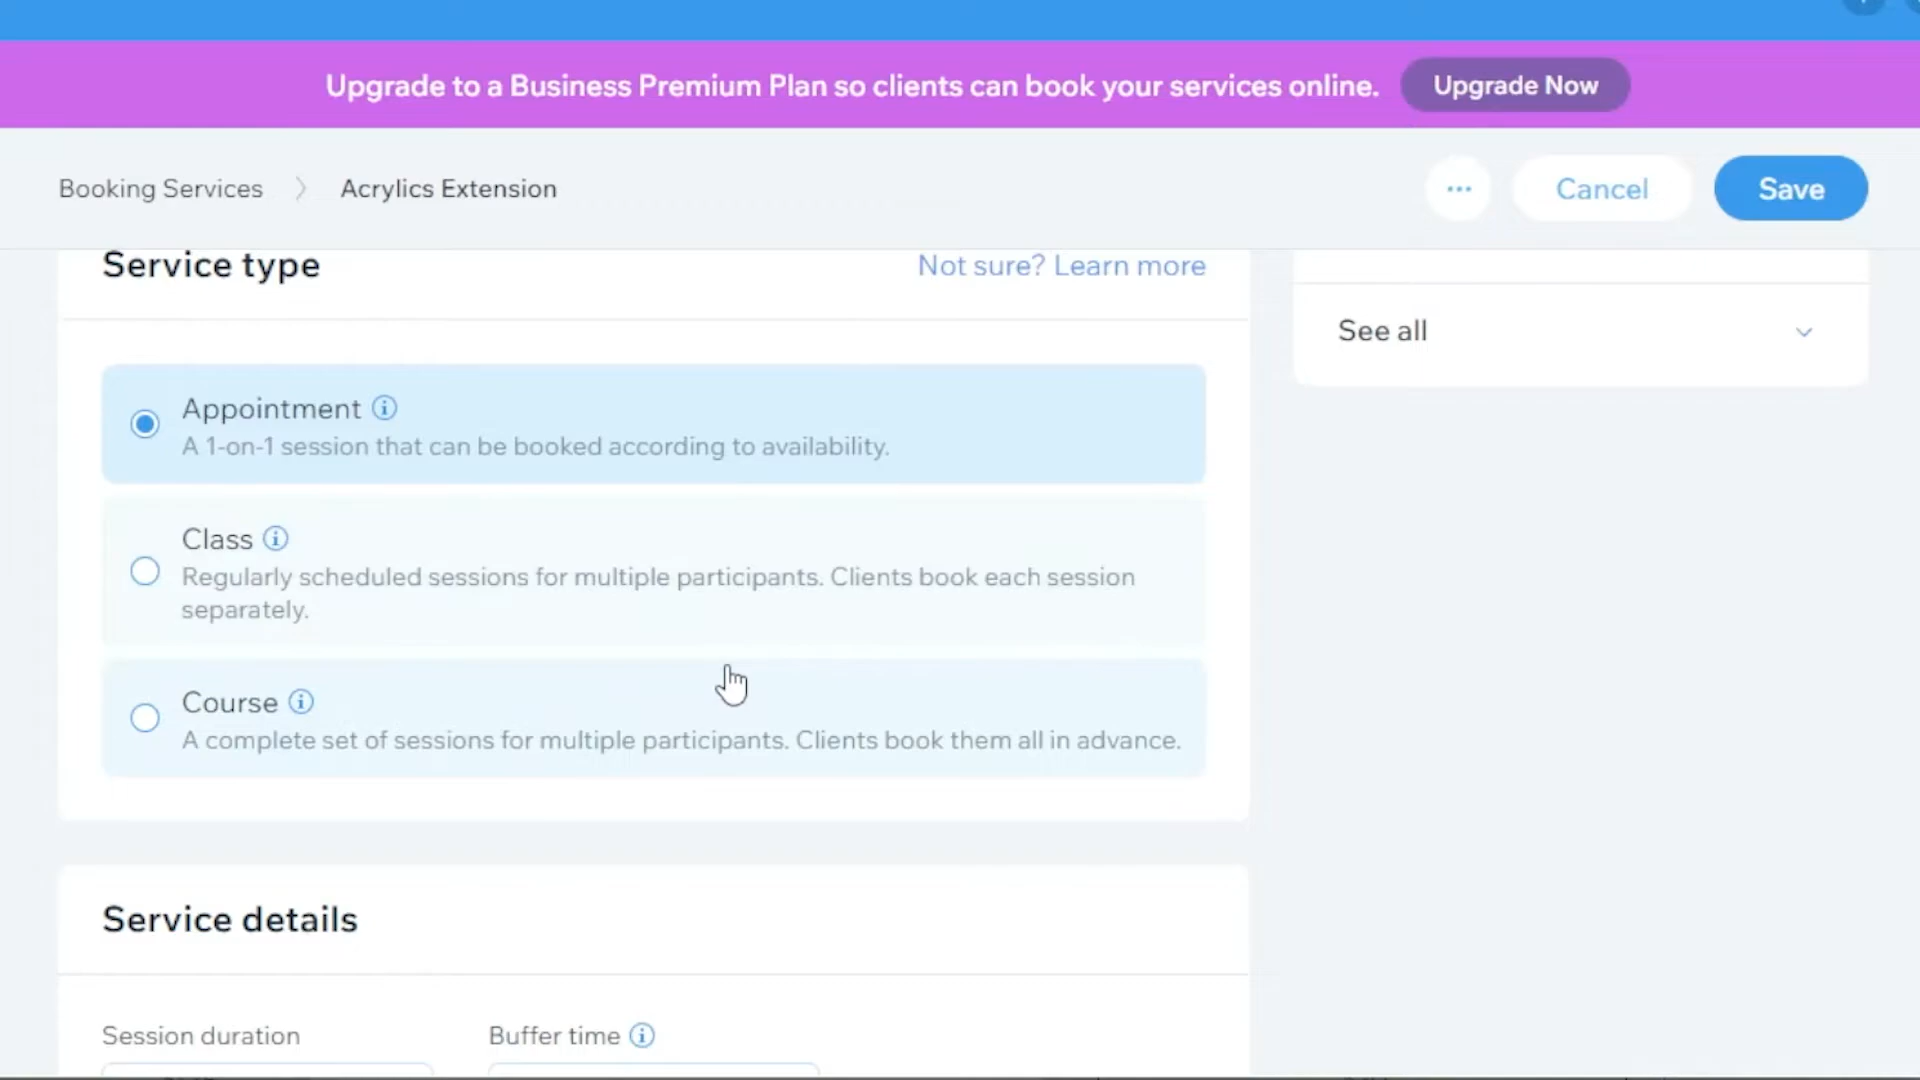 Upgrade to a Business Premium Plan so clients can book your services online.
Upgrade Now
Booking Services
Acrylics Extension
Cancel
Save
Service type
Not sure? Learn more
See all
Appointment
A 1-on-1 session that can be booked according to availability.
Class
Regularly scheduled sessions for multiple participants. Clients book each session
separately.
Course
A complete set of sessions for multiple participants. Clients book them all in advance.
Service details
Session duration
Buffer time